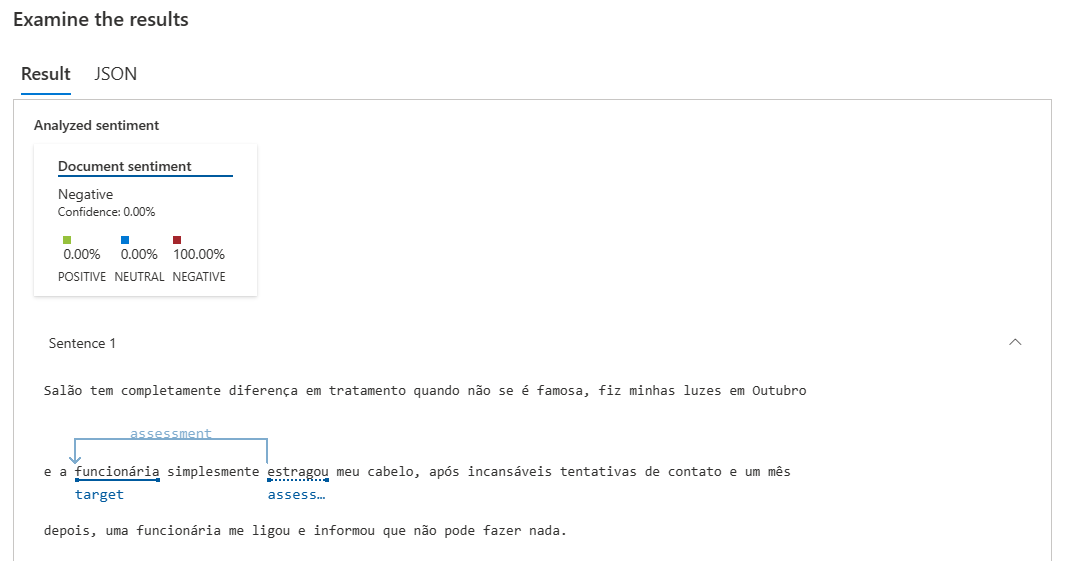 Examine the results
Result JSON
Analyzed sentiment
Document sentiment
Negative
Confidence: 0.00%
0.00% 0.00% 100.00%
POSITIVE NEUTRAL NEGATIVE
Sentence 1
Salão tem completamente diferença em tratamento quando não se é famosa, fiz minhas luzes em Outubro
assessment
e a funcionária simplesmente estragou meu cabelo, após incansáveis tentativas de contato e um mês
target assess…
depois, uma funcionária me ligou e informou que não pode fazer nada.